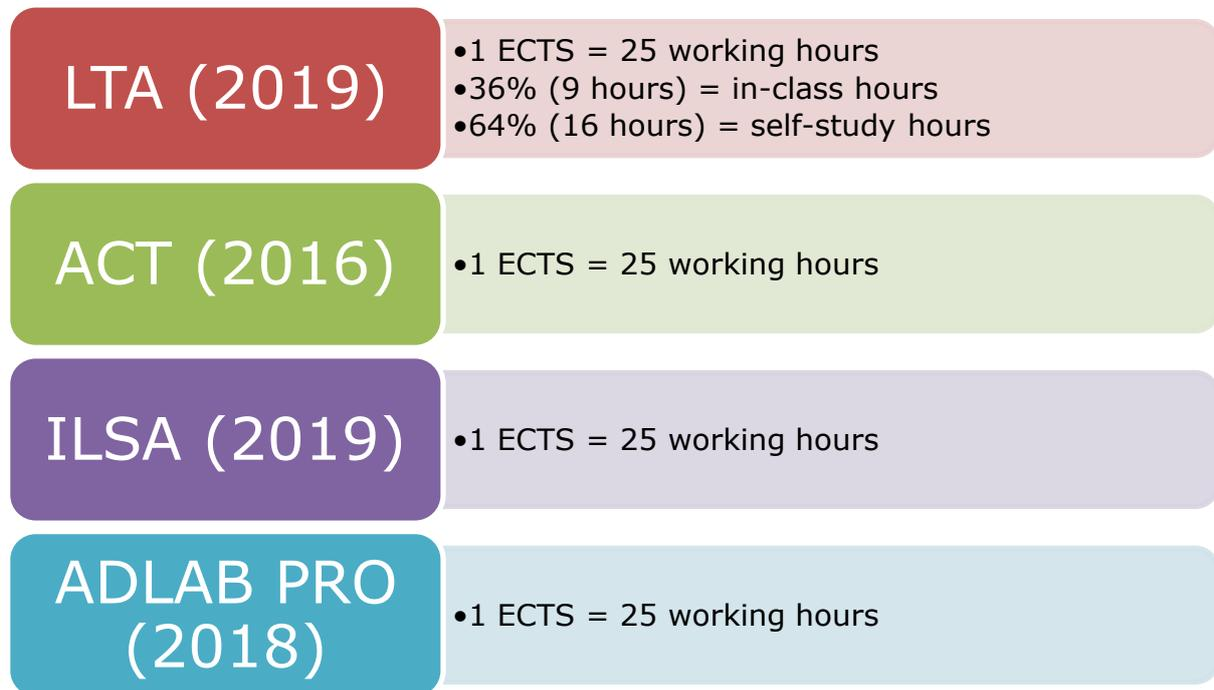 LTA (2019)
•1 ECTS = 25 working hours
•36% (9 hours) = in-class hours
•64% (16 hours) = self-study hours
ACT (2016)
•1 ECTS = 25 working hours
ILSA (2019)
•1 ECTS = 25 working hours
ADLAB PRO
(2018)
•1 ECTS = 25 working hours